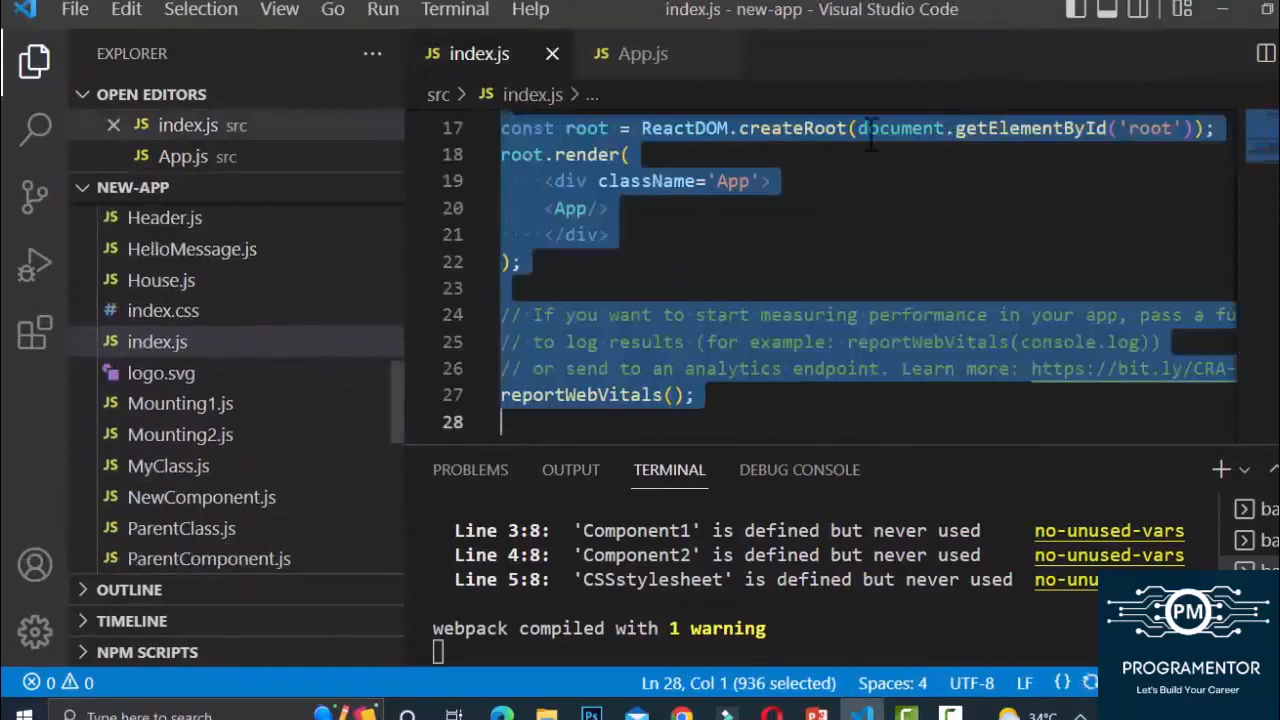 File Edit Selection View Go Run Terminal Help index.js - new-app - Visual Studio Code
EXPLORER
OPEN EDITORS
index.js src
App.js src
NEW-APP
Header.js
HelloMessage.js
House.js
index.css
index.js
logo.svg
Mounting1.js
Mounting2.js
MyClass.js
NewComponent.js
ParentClass.js
ParentComponent.js
OUTLINE
TIMELINE
NPM SCRIPTS
index.js App.js
src > index.js > ...
17 const root = ReactDOM.createRoot(document.getElementById('root'));
18 root.render(
19 <div className='App'>
20 <App/>
21 </div>
22 );
23
24 // If you want to start measuring performance in your app, pass a fu
25 // to log results (for example: reportWebVitals(console.log))
26 // or send to an analytics endpoint. Learn more: https://bit.ly/CRA-
27 reportWebVitals();
28
PROBLEMS OUTPUT TERMINAL DEBUG CONSOLE
Line 3:8: 'Component1' is defined but never used no-unused-vars
Line 4:8: 'Component2' is defined but never used no-unused-vars
Line 5:8: 'CSSstylesheet' is defined but never used no-unu
webpack compiled with 1 warning
ba
ba
PM
PROGRAMENTOR
Let's Build Your Career
0 0 Ln 28, Col 1 (936 selected) Spaces: 4 UTF-8 LF {}
Type here to search 34°C